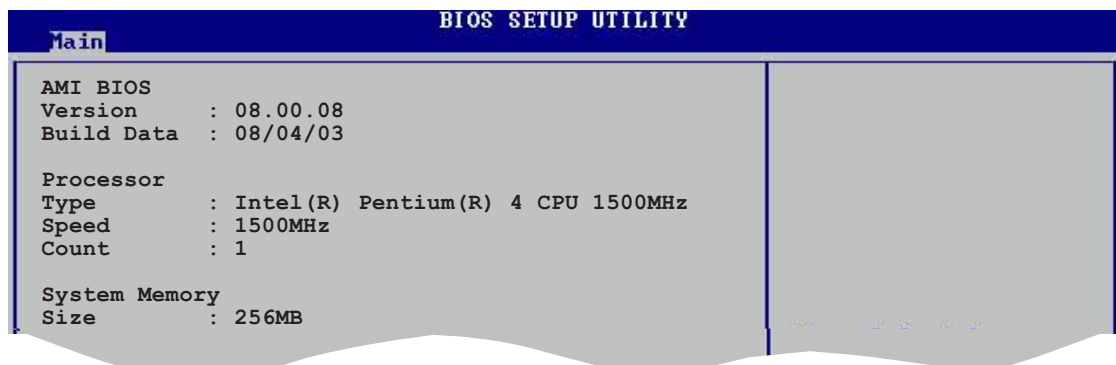 BIOS SETUP UTILITY
Main
AMI BIOS
Version : 08.00.08
Build Data : 08/04/03
Processor
Type : Intel(R) Pentium(R) 4 CPU 1500MHz
Speed : 1500MHz
Count : 1
System Memory
Size : 256MB